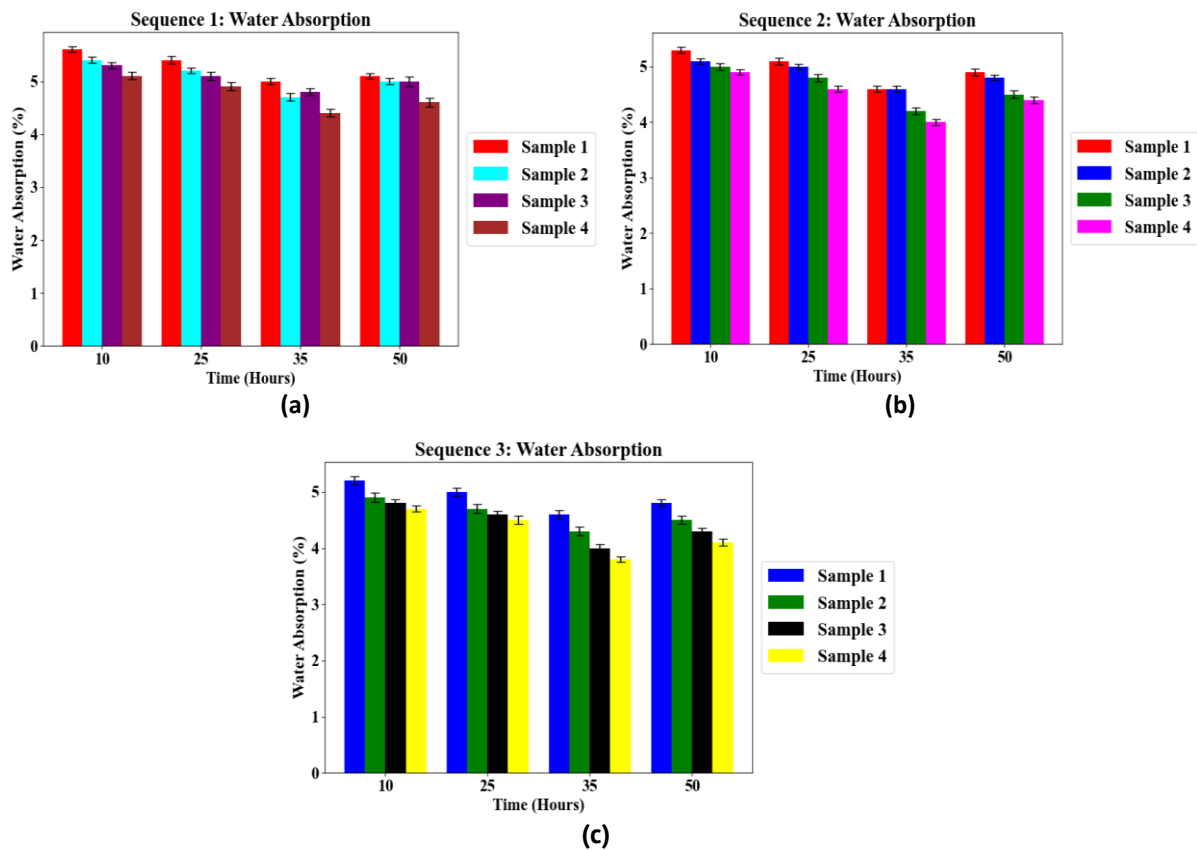 Sequence 1: Water Absorption
Water Absorption (%)
5
4
3
2
1
0
10 25 35 50
Time (Hours)
Sample 1
Sample 2
Sample 3
Sample 4
(a)
Sequence 2: Water Absorption
Water Absorption (%)
5
4
3
2
1
0
10 25 35 50
Time (Hours)
Sample 1
Sample 2
Sample 3
Sample 4
(b)
Sequence 3: Water Absorption
Water Absorption (%)
5
4
3
2
1
0
10 25 35 50
Time (Hours)
Sample 1
Sample 2
Sample 3
Sample 4
(c)